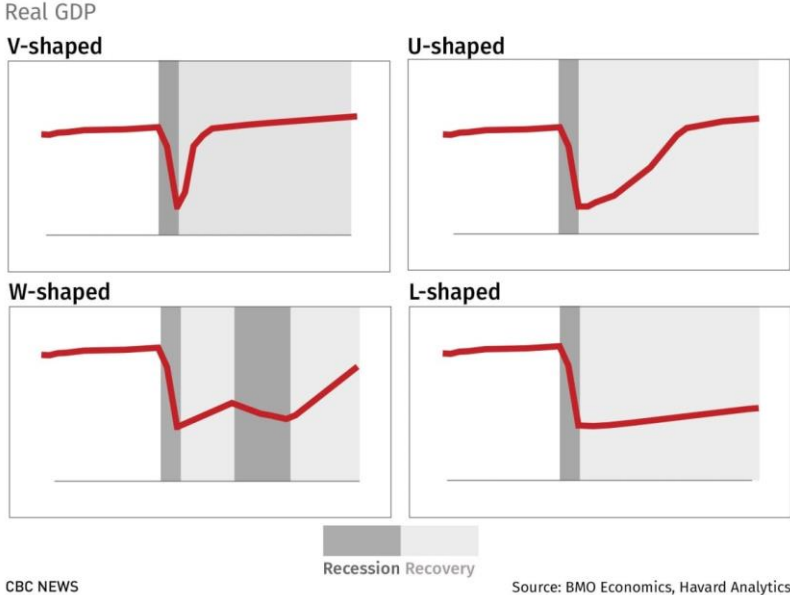 Real GDP
V-shaped
U-shaped
W-shaped
L-shaped
Recession Recovery
CBC NEWS
Source: BMO Economics, Havard Analytics